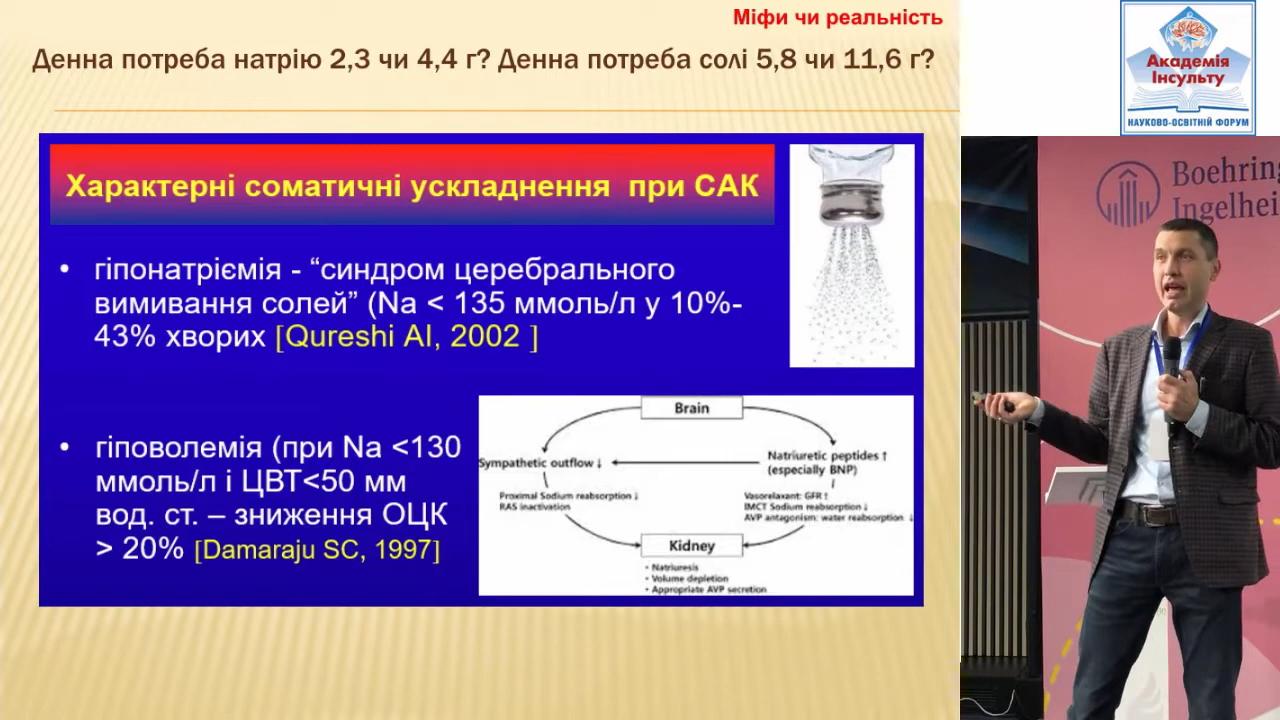 Міфи чи реальність
Денна потреба натрію 2,3 чи 4,4 г? Денна потреба солі 5,8 чи 11,6 г?
Характерні соматичні ускладнення при САК
• гіпонатріємія - “синдром церебрального
вимивання солей” (Na < 135 ммоль/л у 10%-
43% хворих [Qureshi AI, 2002 ]
• гіповолемія (при Na <130
ммоль/л і ЦВТ<50 мм
вод. ст. – зниження ОЦК
> 20% [Damaraju SC, 1997]
Brain
Sympathetic outflow ↓
Natriuretic peptides ↑
(especially BNP)
Proximal Sodium reabsorption ↓
RAS inactivation
Vasorelaxant: GFR ↑
IMCT Sodium reabsorption ↓
AVP antagonism: water reabsorption ↓
Kidney
• Natriuresis
• Volume depletion
• Appropriate AVP secretion
Академія
Інсульту
НАУКОВО-ОСВІТНІЙ ФОРУМ
Boehring
Ingelhei